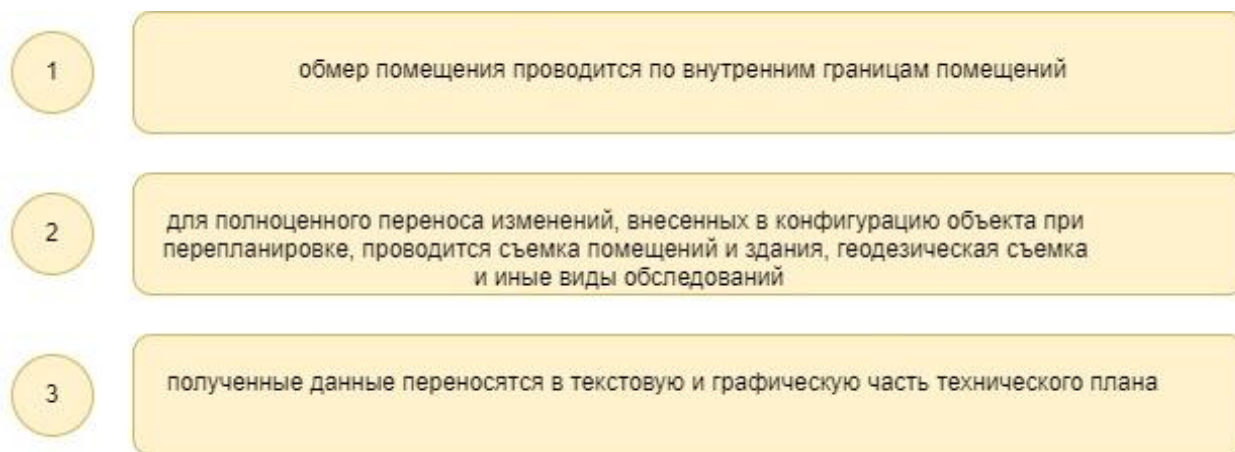 1
обмер помещения проводится по внутренним границам помещений
2
для полноценного переноса изменений, внесенных в конфигурацию объекта при
перепланировке, проводится съемка помещений и здания, геодезическая съемка
и иные виды обследований
3
полученные данные переносятся в текстовую и графическую часть технического плана